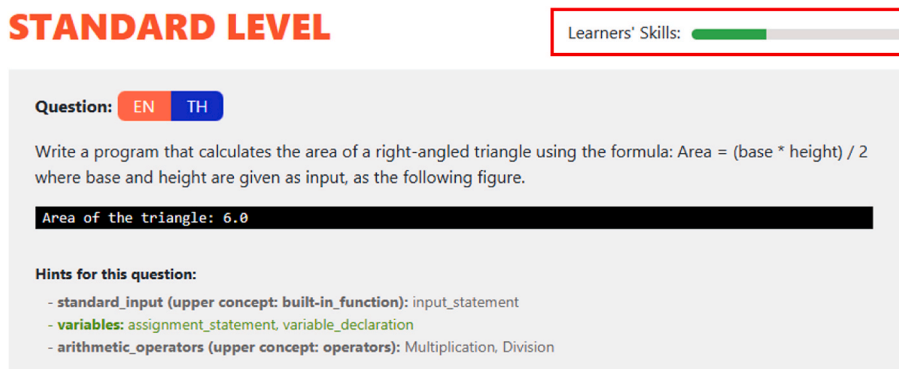 STANDARD LEVEL
Learners' Skills:
Question: EN TH
Write a program that calculates the area of a right-angled triangle using the formula: Area = (base * height) / 2
where base and height are given as input, as the following figure.
Area of the triangle: 6.0
Hints for this question:
- standard_input (upper concept: built-in_function): input_statement
- variables: assignment_statement, variable_declaration
- arithmetic_operators (upper concept: operators): Multiplication, Division